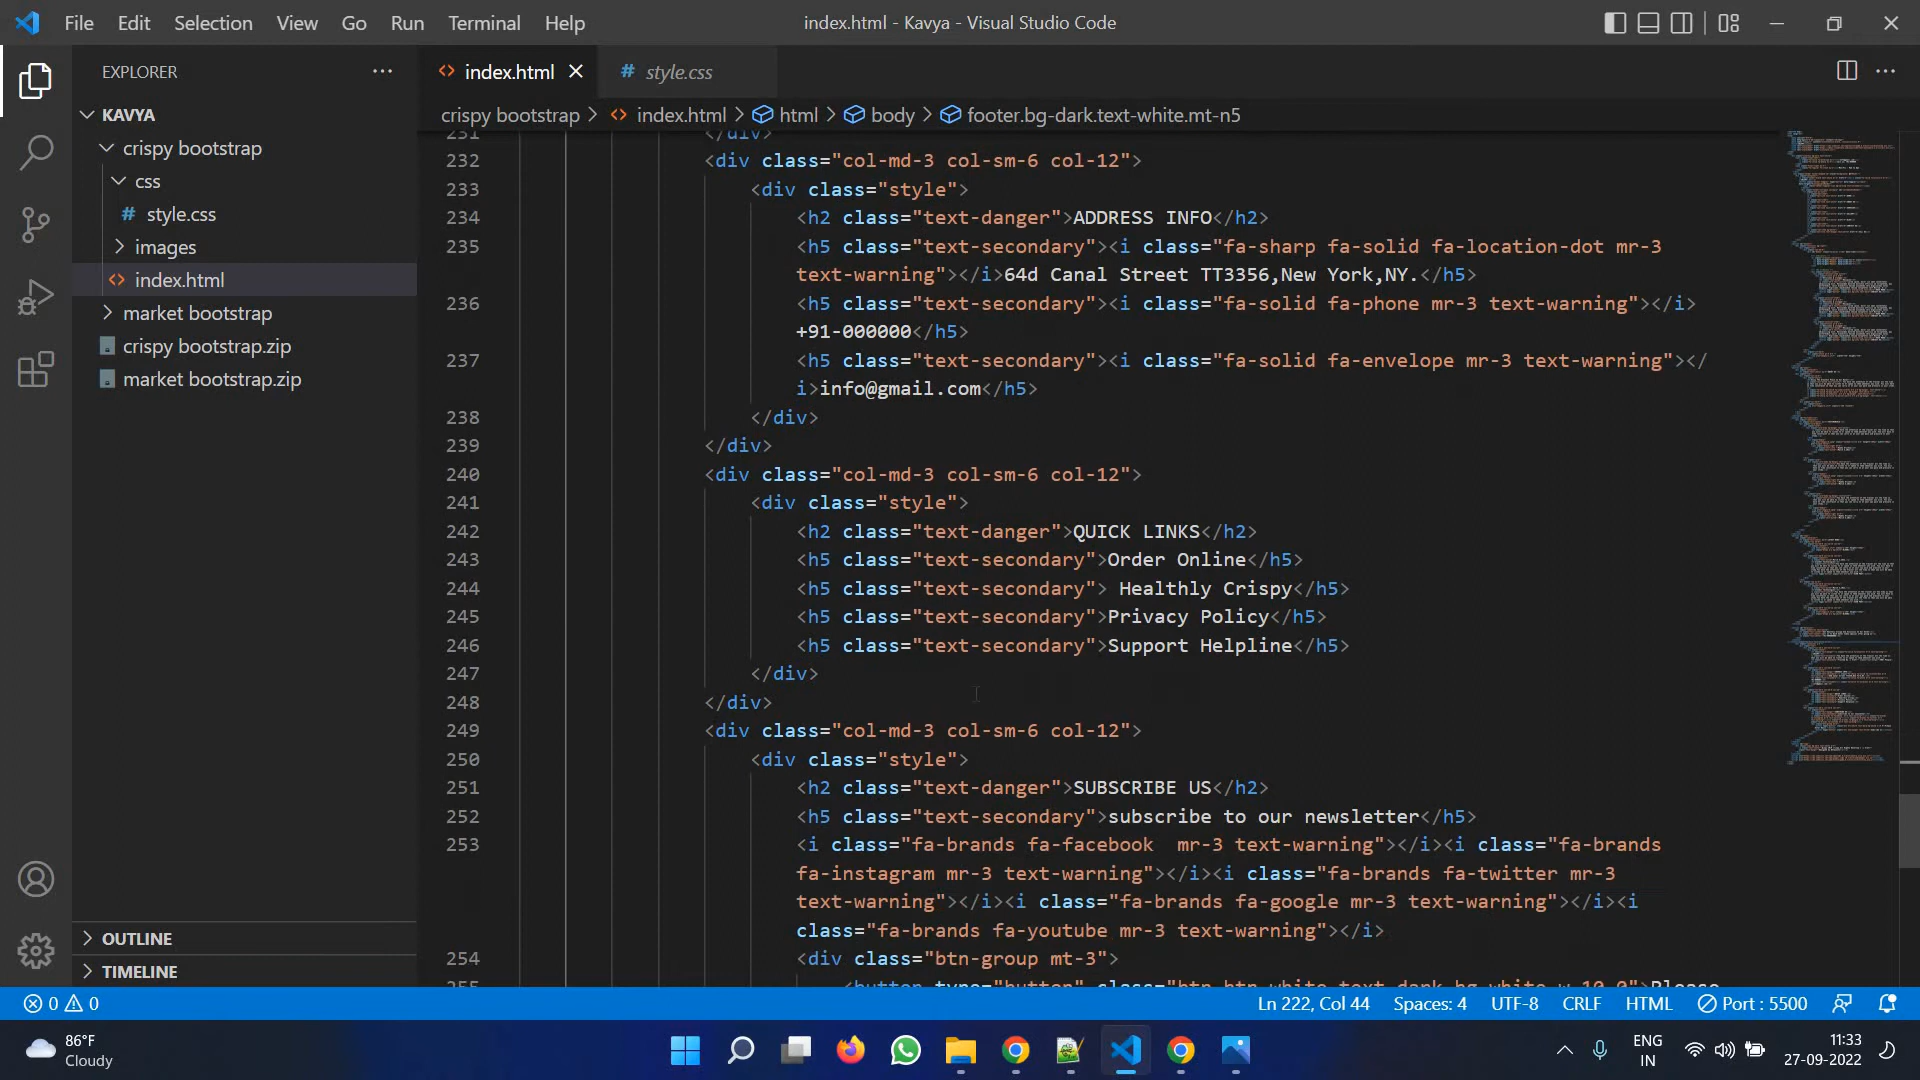 File Edit Selection View Go Run Terminal Help
index.html - Kavya - Visual Studio Code
EXPLORER
KAVYA
crispy bootstrap
css
# style.css
images
<> index.html
market bootstrap
crispy bootstrap.zip
market bootstrap.zip
OUTLINE
TIMELINE
<> index.html # style.css
crispy bootstrap > <> index.html > html > body > footer.bg-dark.text-white.mt-n5
231 </div>
232 <div class="col-md-3 col-sm-6 col-12">
233 <div class="style">
234 <h2 class="text-danger">ADDRESS INFO</h2>
235 <h5 class="text-secondary"><i class="fa-sharp fa-solid fa-location-dot mr-3
text-warning"></i>64d Canal Street TT3356,New York,NY.</h5>
236 <h5 class="text-secondary"><i class="fa-solid fa-phone mr-3 text-warning"></i>
+91-000000</h5>
237 <h5 class="text-secondary"><i class="fa-solid fa-envelope mr-3 text-warning"></
i>info@gmail.com</h5>
238 </div>
239 </div>
240 <div class="col-md-3 col-sm-6 col-12">
241 <div class="style">
242 <h2 class="text-danger">QUICK LINKS</h2>
243 <h5 class="text-secondary">Order Online</h5>
244 <h5 class="text-secondary"> Healthly Crispy</h5>
245 <h5 class="text-secondary">Privacy Policy</h5>
246 <h5 class="text-secondary">Support Helpline</h5>
247 </div>
248 </div>
249 <div class="col-md-3 col-sm-6 col-12">
250 <div class="style">
251 <h2 class="text-danger">SUBSCRIBE US</h2>
252 <h5 class="text-secondary">subscribe to our newsletter</h5>
253 <i class="fa-brands fa-facebook  mr-3 text-warning"></i><i class="fa-brands
fa-instagram mr-3 text-warning"></i><i class="fa-brands fa-twitter mr-3
text-warning"></i><i class="fa-brands fa-google mr-3 text-warning"></i><i
class="fa-brands fa-youtube mr-3 text-warning"></i>
254 <div class="btn-group mt-3">
0 0
Ln 222, Col 44 Spaces: 4 UTF-8 CRLF HTML Port : 5500
86°F
Cloudy
ENG
IN
11:33
27-09-2022